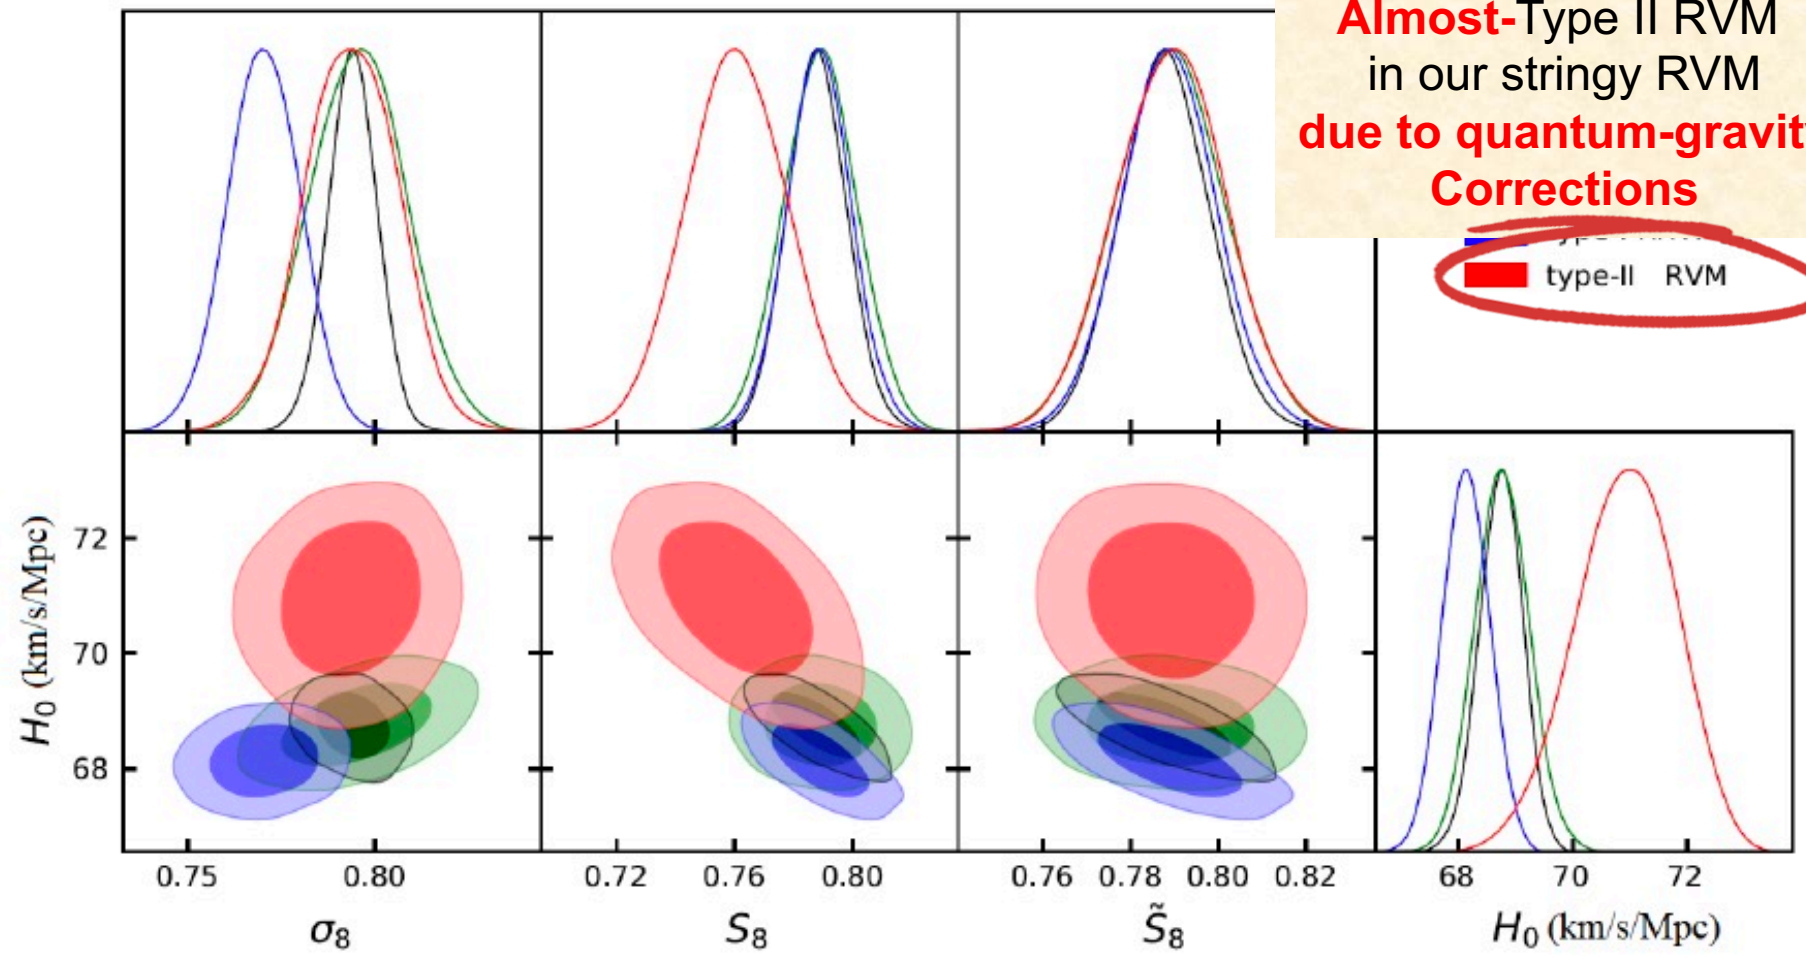 Almost-Type II RVM
in our stringy RVM
due to quantum-gravit
Corrections
type-II RVM
H₀ (km/s/Mpc)
72
70
68
0.75 0.80
0.72 0.76 0.80
0.76 0.78 0.80 0.82
68 70 72
σ₈
S₈
S̃₈
H₀ (km/s/Mpc)